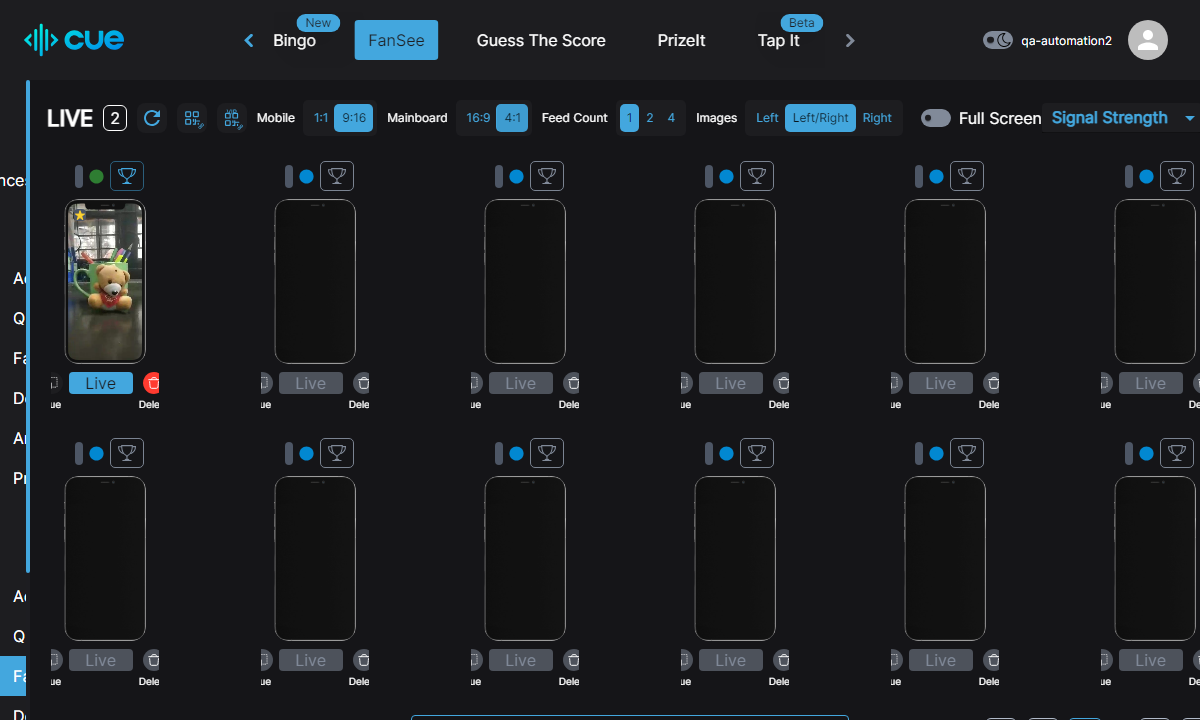 cue
New
Bingo
FanSee
Guess The Score
PrizeIt
Beta
Tap It
qa-automation2
LIVE 2
Mobile 1:1 9:16
Mainboard 16:9 4:1
Feed Count 1 2 4
Images Left Left/Right Right
Full Screen
Signal Strength
nces
Ad
Q
Fa
De
An
Pr
Ad
Q
Fa
D
Live Live Live Live Live Live
ue Dele ue Dele ue Dele ue Dele ue Dele ue Dele
Live Live Live Live Live Live
ue Dele ue Dele ue Dele ue Dele ue Dele ue Dele